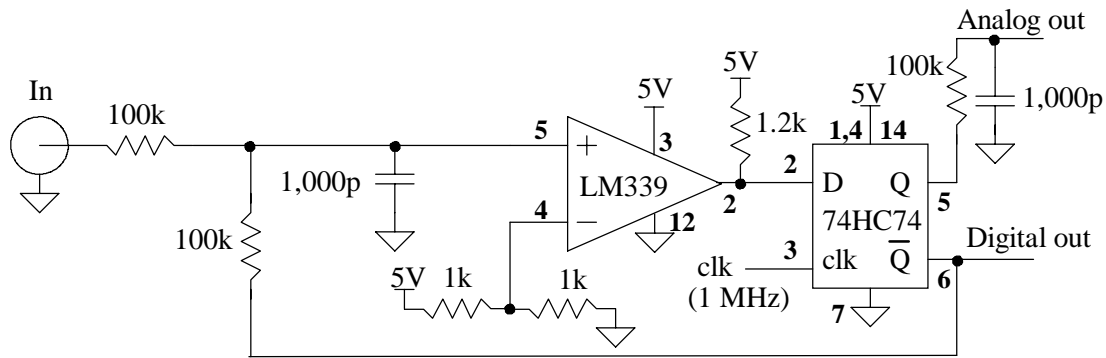 Analog out
In
100k
100k
5V
5V
1.2k
5V
100k
1,000p
1,4
14
5
3
2
D
Q
5
1,000p
LM339
2
4
12
74HC74
100k
3
clk
Q̅
6
Digital out
5V
1k
1k
clk
(1 MHz)
7